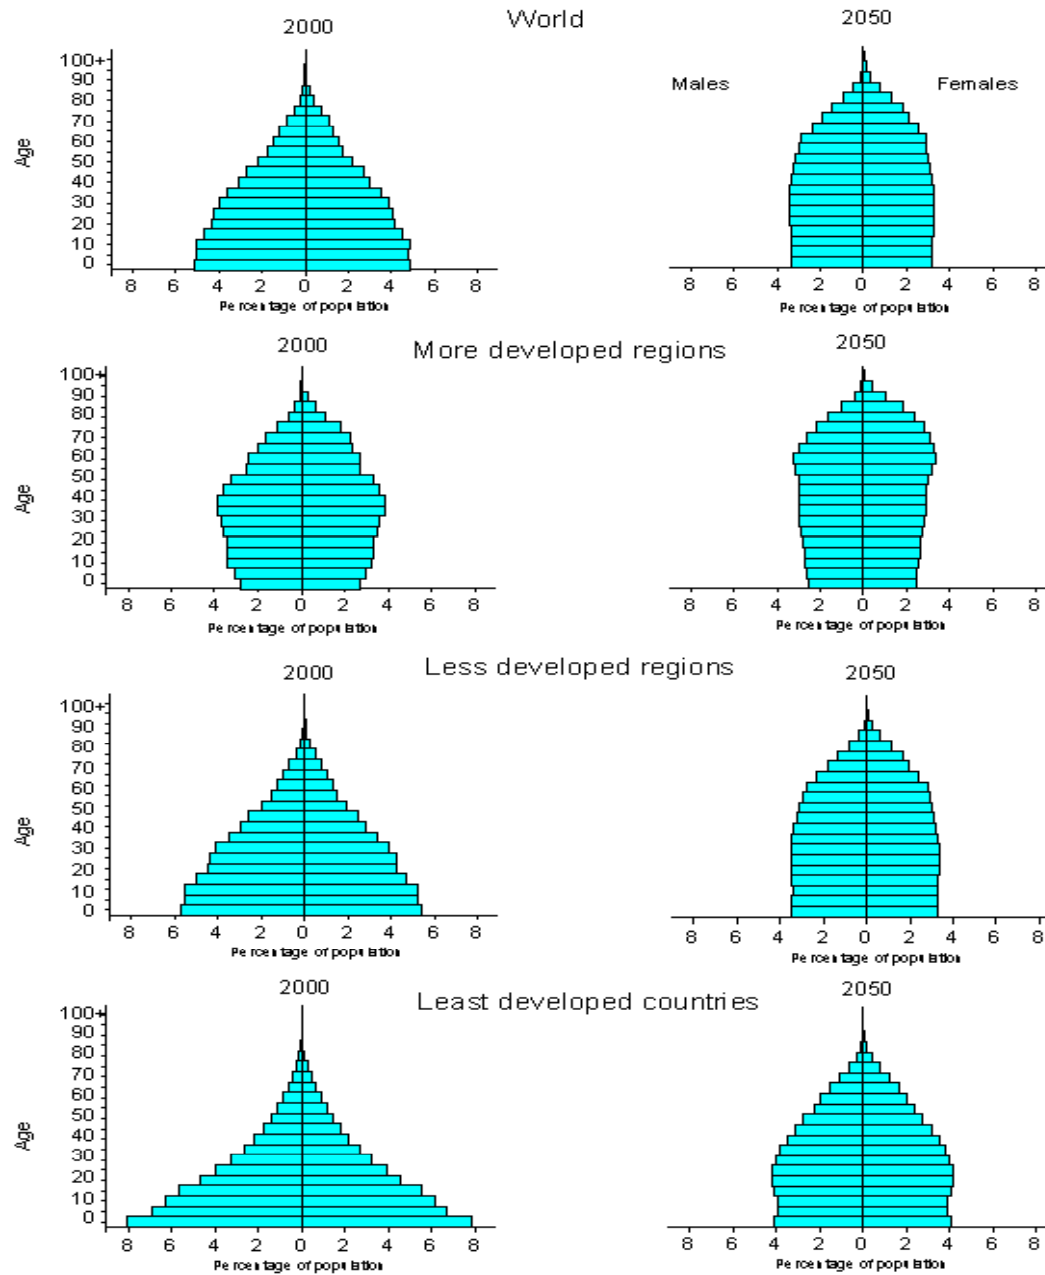 World
2000
2050
Males
Females
Age
100+
90
80
70
60
50
40
30
20
10
0
8 6 4 2 0 2 4 6 8
8 6 4 2 0 2 4 6 8
Percentage of population
Percentage of population
More developed regions
2000
2050
Age
100+
90
80
70
60
50
40
30
20
10
0
8 6 4 2 0 2 4 6 8
8 6 4 2 0 2 4 6 8
Percentage of population
Percentage of population
Less developed regions
2000
2050
Age
100+
90
80
70
60
50
40
30
20
10
0
8 6 4 2 0 2 4 6 8
8 6 4 2 0 2 4 6 8
Percentage of population
Percentage of population
Least developed countries
2000
2050
Age
100+
90
80
70
60
50
40
30
20
10
0
8 6 4 2 0 2 4 6 8
8 6 4 2 0 2 4 6 8
Percentage of population
Percentage of population